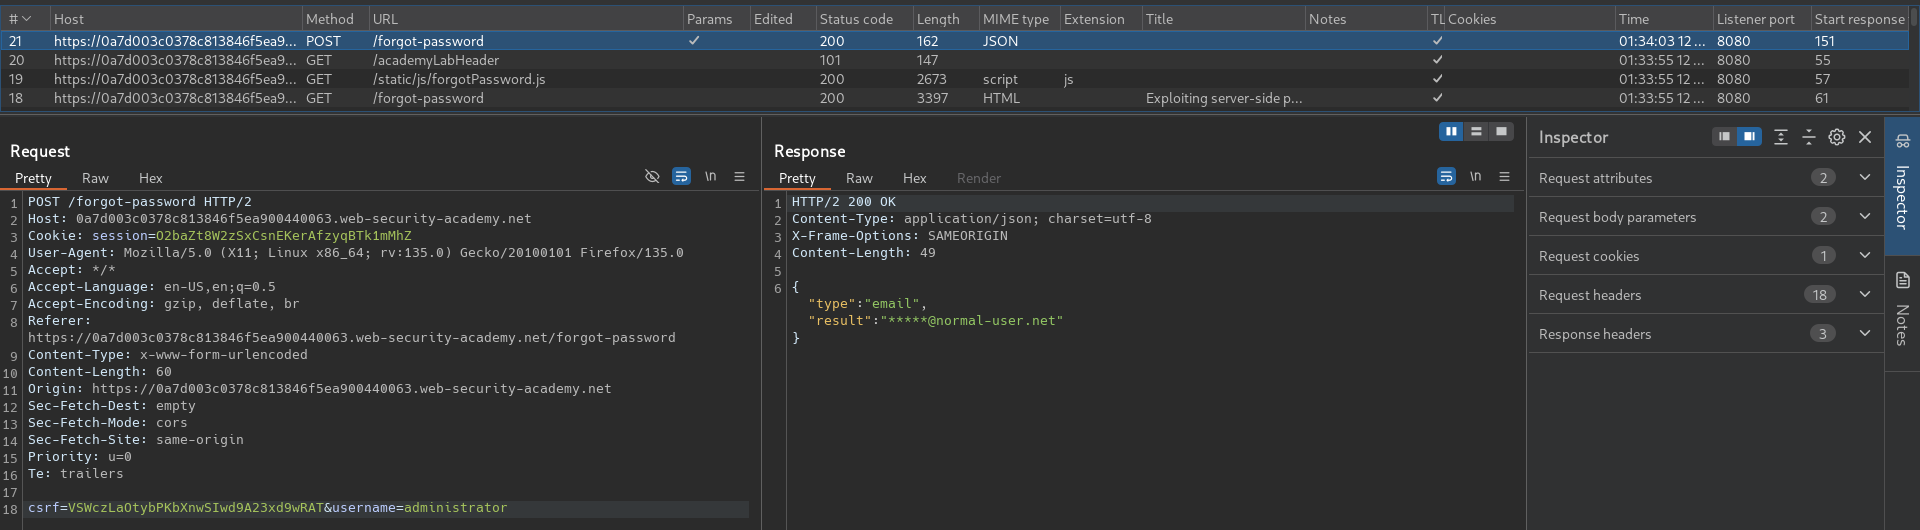 # Host Method URL Params Edited Status code Length MIME type Extension Title Notes TL Cookies Time Listener port Start response
21 https://0a7d003c0378c813846f5ea9... POST /forgot-password ✓ 200 162 JSON ✓ 01:34:03 12 ... 8080 151
20 https://0a7d003c0378c813846f5ea9... GET /academyLabHeader 101 147 ✓ 01:33:55 12 ... 8080 55
19 https://0a7d003c0378c813846f5ea9... GET /static/js/forgotPassword.js 200 2673 script js ✓ 01:33:55 12 ... 8080 57
18 https://0a7d003c0378c813846f5ea9... GET /forgot-password 200 3397 HTML Exploiting server-side p... ✓ 01:33:55 12 ... 8080 61
Request
Pretty Raw Hex \n
1 POST /forgot-password HTTP/2
2 Host: 0a7d003c0378c813846f5ea900440063.web-security-academy.net
3 Cookie: session=O2baZt8W2zSxCsnEKerAfzyqBTk1mMhZ
4 User-Agent: Mozilla/5.0 (X11; Linux x86_64; rv:135.0) Gecko/20100101 Firefox/135.0
5 Accept: */*
6 Accept-Language: en-US,en;q=0.5
7 Accept-Encoding: gzip, deflate, br
8 Referer:
https://0a7d003c0378c813846f5ea900440063.web-security-academy.net/forgot-password
9 Content-Type: x-www-form-urlencoded
10 Content-Length: 60
11 Origin: https://0a7d003c0378c813846f5ea900440063.web-security-academy.net
12 Sec-Fetch-Dest: empty
13 Sec-Fetch-Mode: cors
14 Sec-Fetch-Site: same-origin
15 Priority: u=0
16 Te: trailers
17
18 csrf=VSWczLaOtybPKbXnwSIwd9A23xd9wRAT&username=administrator
Response
Pretty Raw Hex Render \n
1 HTTP/2 200 OK
2 Content-Type: application/json; charset=utf-8
3 X-Frame-Options: SAMEORIGIN
4 Content-Length: 49
5
6 {
"type":"email",
"result":"*****@normal-user.net"
}
Inspector
Request attributes 2
Request body parameters 2
Request cookies 1
Request headers 18
Response headers 3
Inspector
Notes